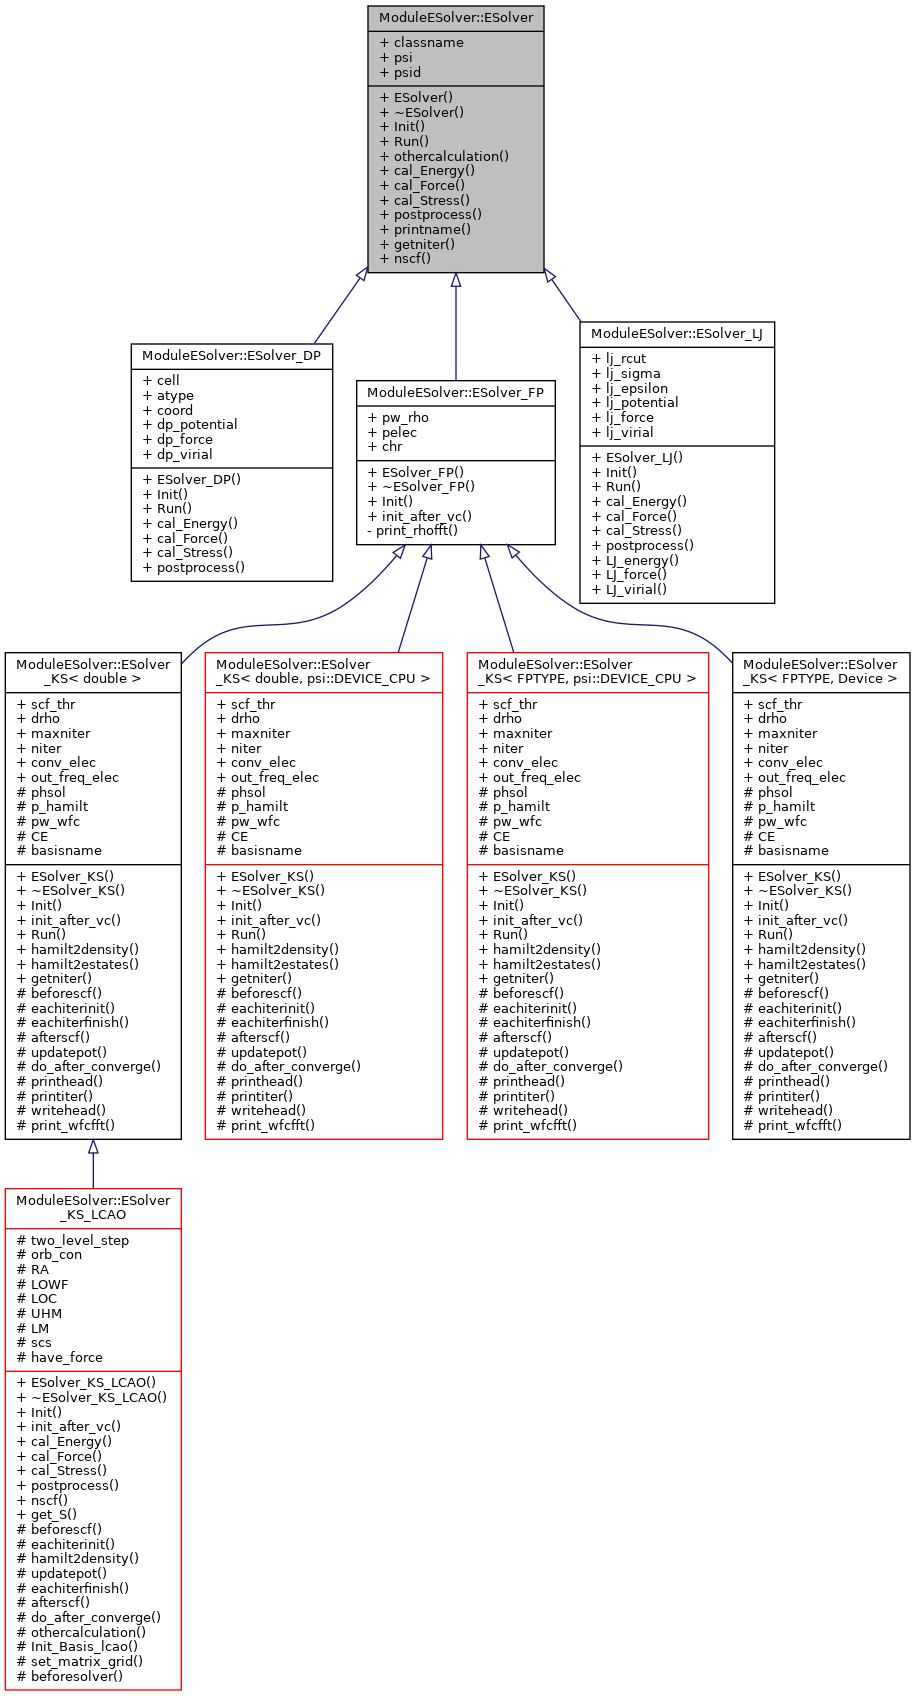 ModuleESolver::ESolver
+ classname
+ psi
+ psid
+ ESolver()
+ ~ESolver()
+ Init()
+ Run()
+ othercalculation()
+ cal_Energy()
+ cal_Force()
+ cal_Stress()
+ postprocess()
+ printname()
+ getniter()
+ nscf()
ModuleESolver::ESolver_DP
+ cell
+ atype
+ coord
+ dp_potential
+ dp_force
+ dp_virial
+ ESolver_DP()
+ Init()
+ Run()
+ cal_Energy()
+ cal_Force()
+ cal_Stress()
+ postprocess()
ModuleESolver::ESolver_FP
+ pw_rho
+ pelec
+ chr
+ ESolver_FP()
+ ~ESolver_FP()
+ Init()
+ init_after_vc()
- print_rhofft()
ModuleESolver::ESolver_LJ
+ lj_rcut
+ lj_sigma
+ lj_epsilon
+ lj_potential
+ lj_force
+ lj_virial
+ ESolver_LJ()
+ Init()
+ Run()
+ cal_Energy()
+ cal_Force()
+ cal_Stress()
+ postprocess()
+ LJ_energy()
+ LJ_force()
+ LJ_virial()
ModuleESolver::ESolver
_KS< double >
+ scf_thr
+ drho
+ maxniter
+ niter
+ conv_elec
+ out_freq_elec
# phsol
# p_hamilt
# pw_wfc
# CE
# basisname
+ ESolver_KS()
+ ~ESolver_KS()
+ Init()
+ init_after_vc()
+ Run()
+ hamilt2density()
+ hamilt2estates()
+ getniter()
# beforescf()
# eachiterinit()
# eachiterfinish()
# afterscf()
# updatepot()
# do_after_converge()
# printhead()
# printiter()
# writehead()
# print_wfcfft()
ModuleESolver::ESolver
_KS< double, psi::DEVICE_CPU >
+ scf_thr
+ drho
+ maxniter
+ niter
+ conv_elec
+ out_freq_elec
# phsol
# p_hamilt
# pw_wfc
# CE
# basisname
+ ESolver_KS()
+ ~ESolver_KS()
+ Init()
+ init_after_vc()
+ Run()
+ hamilt2density()
+ hamilt2estates()
+ getniter()
# beforescf()
# eachiterinit()
# eachiterfinish()
# afterscf()
# updatepot()
# do_after_converge()
# printhead()
# printiter()
# writehead()
# print_wfcfft()
ModuleESolver::ESolver
_KS< FPTYPE, psi::DEVICE_CPU >
+ scf_thr
+ drho
+ maxniter
+ niter
+ conv_elec
+ out_freq_elec
# phsol
# p_hamilt
# pw_wfc
# CE
# basisname
+ ESolver_KS()
+ ~ESolver_KS()
+ Init()
+ init_after_vc()
+ Run()
+ hamilt2density()
+ hamilt2estates()
+ getniter()
# beforescf()
# eachiterinit()
# eachiterfinish()
# afterscf()
# updatepot()
# do_after_converge()
# printhead()
# printiter()
# writehead()
# print_wfcfft()
ModuleESolver::ESolver
_KS< FPTYPE, Device >
+ scf_thr
+ drho
+ maxniter
+ niter
+ conv_elec
+ out_freq_elec
# phsol
# p_hamilt
# pw_wfc
# CE
# basisname
+ ESolver_KS()
+ ~ESolver_KS()
+ Init()
+ init_after_vc()
+ Run()
+ hamilt2density()
+ hamilt2estates()
+ getniter()
# beforescf()
# eachiterinit()
# eachiterfinish()
# afterscf()
# updatepot()
# do_after_converge()
# printhead()
# printiter()
# writehead()
# print_wfcfft()
ModuleESolver::ESolver
_KS_LCAO
# two_level_step
# orb_con
# RA
# LOWF
# LOC
# UHM
# LM
# scs
# have_force
+ ESolver_KS_LCAO()
+ ~ESolver_KS_LCAO()
+ Init()
+ init_after_vc()
+ cal_Energy()
+ cal_Force()
+ cal_Stress()
+ postprocess()
+ nscf()
+ get_S()
# beforescf()
# eachiterinit()
# hamilt2density()
# updatepot()
# eachiterfinish()
# afterscf()
# do_after_converge()
# othercalculation()
# Init_Basis_lcao()
# set_matrix_grid()
# beforesolver()